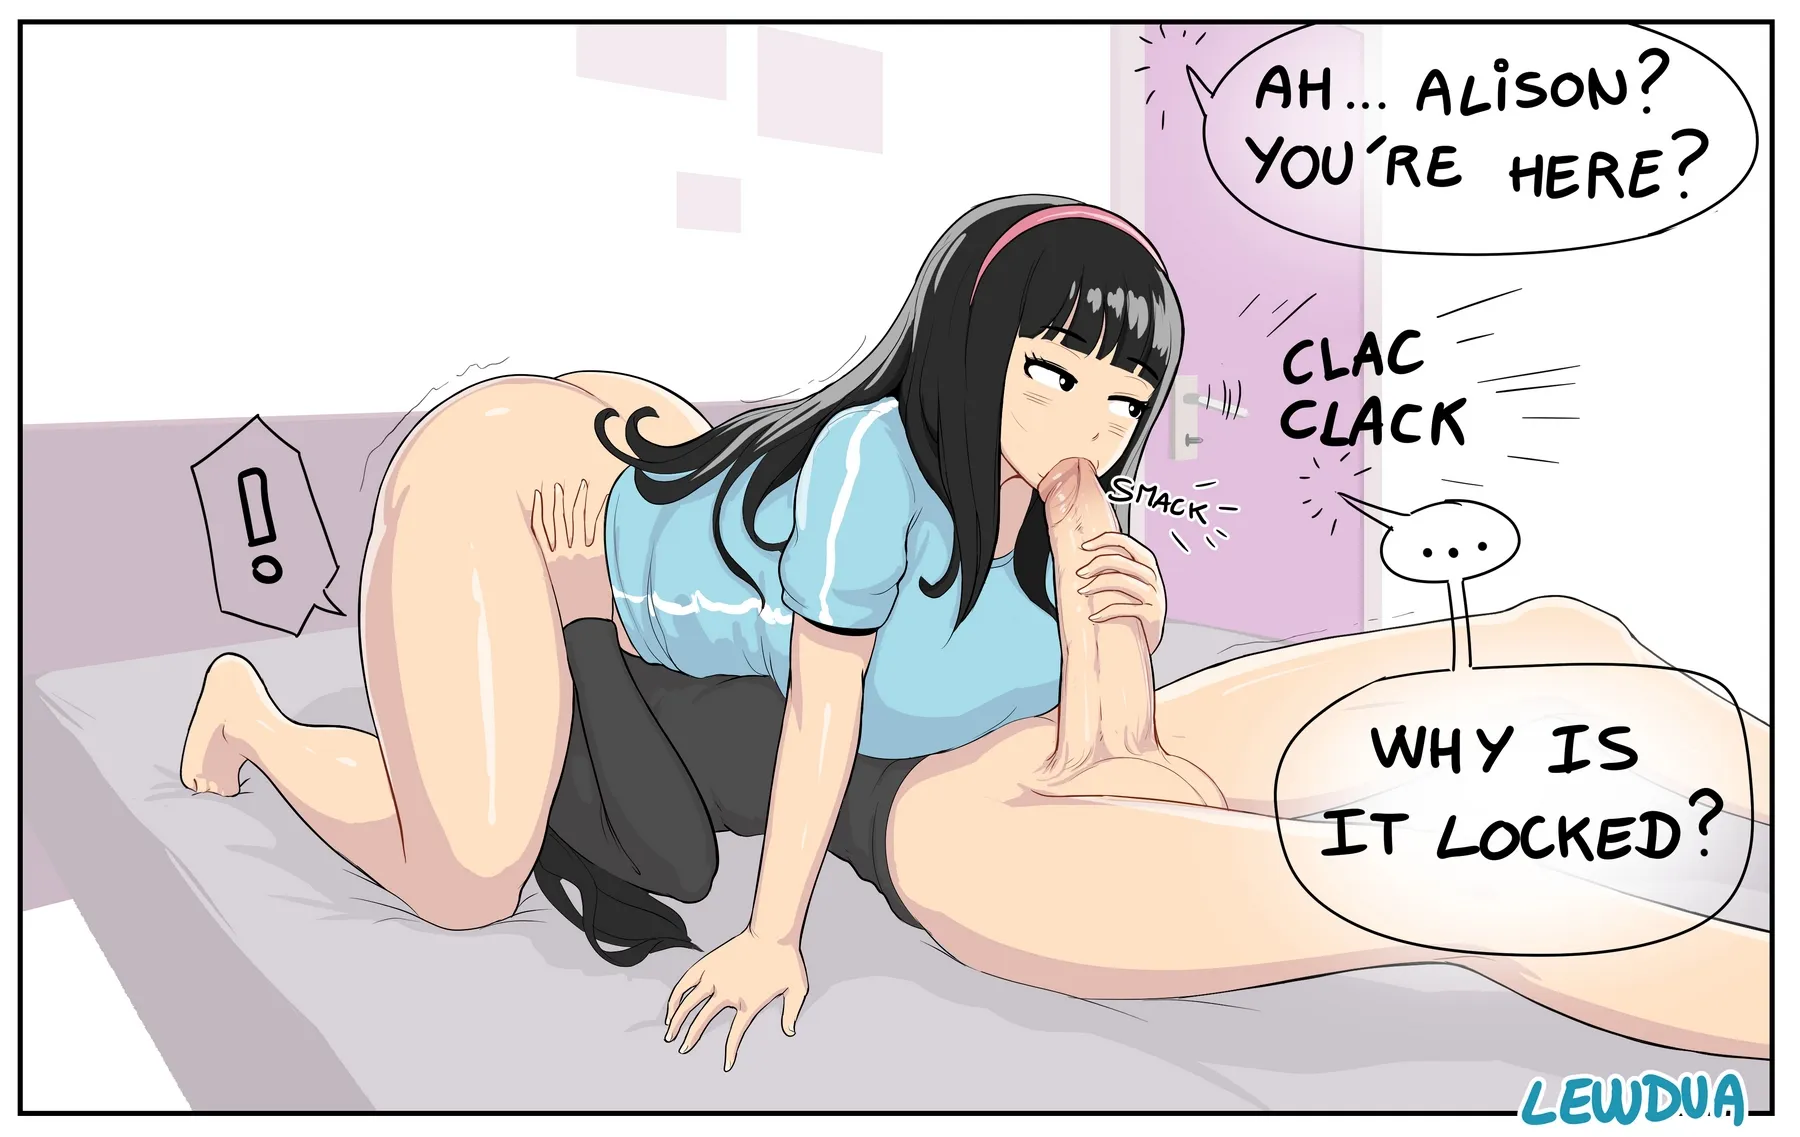 AH... ALiSON?
YOU'RE HERE?
CLAC
CLACK
!
SMACK
...
WHY IS
IT LOCKED?
LEWDUA